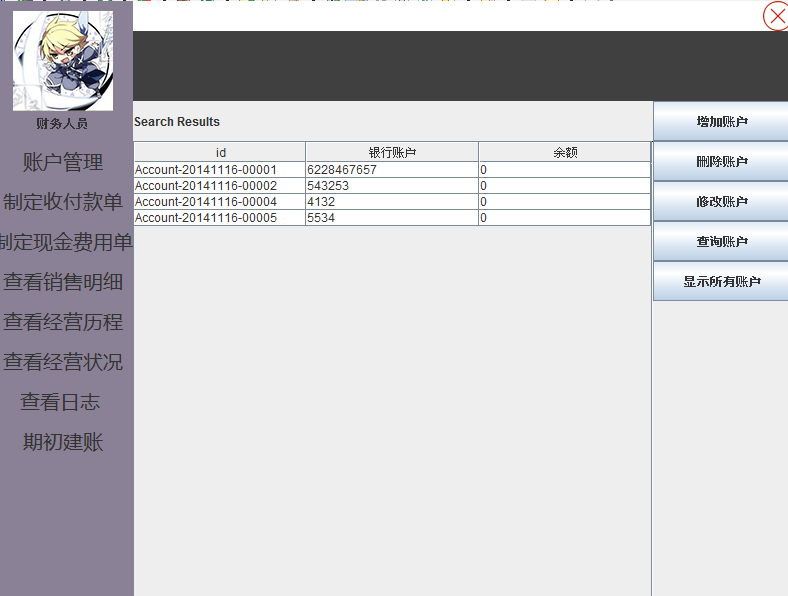 财务人员
账户管理
制定收付款单
制定现金费用单
查看销售明细
查看经营历程
查看经营状况
查看日志
期初建账
Search Results
id 银行账户 余额
Account-20141116-00001 6228467657 0
Account-20141116-00002 543253 0
Account-20141116-00004 4132 0
Account-20141116-00005 5534 0
增加账户
删除账户
修改账户
查询账户
显示所有账户